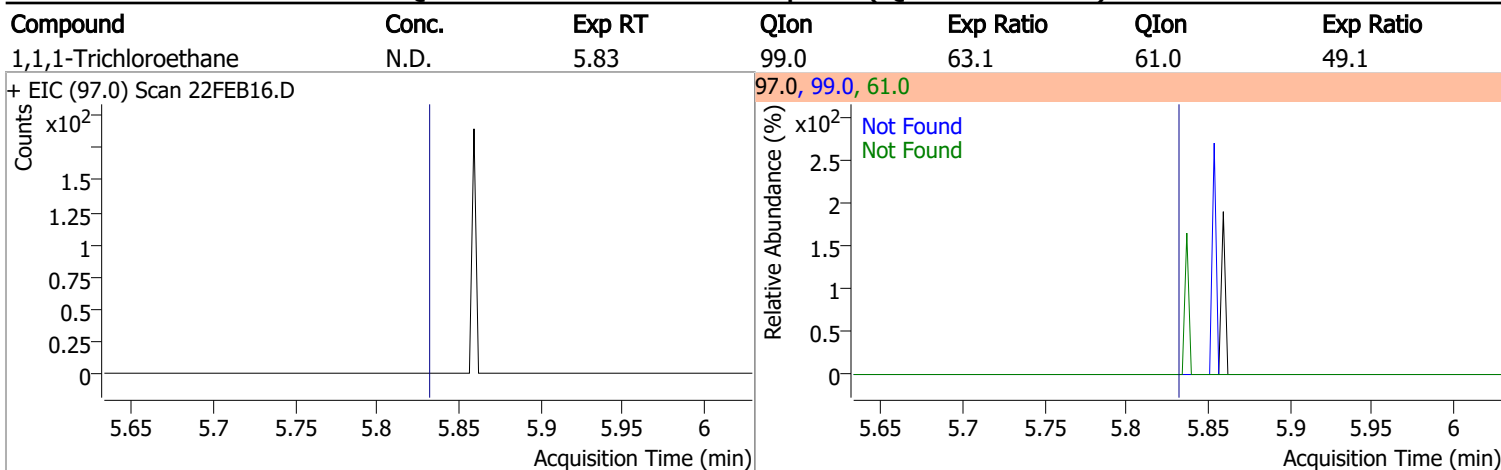 Compound Conc. Exp RT QIon Exp Ratio QIon Exp Ratio
1,1,1-Trichloroethane N.D. 5.83 99.0 63.1 61.0 49.1
+ EIC (97.0) Scan 22FEB16.D
Counts
x10²
1.5
1.25
1
0.75
0.5
0.25
0
5.65 5.7 5.75 5.8 5.85 5.9 5.95 6
Acquisition Time (min)
97.0, 99.0, 61.0
Relative Abundance (%)
x10²
Not Found
Not Found
2.5
2
1.5
1
0.5
0
5.65 5.7 5.75 5.8 5.85 5.9 5.95 6
Acquisition Time (min)